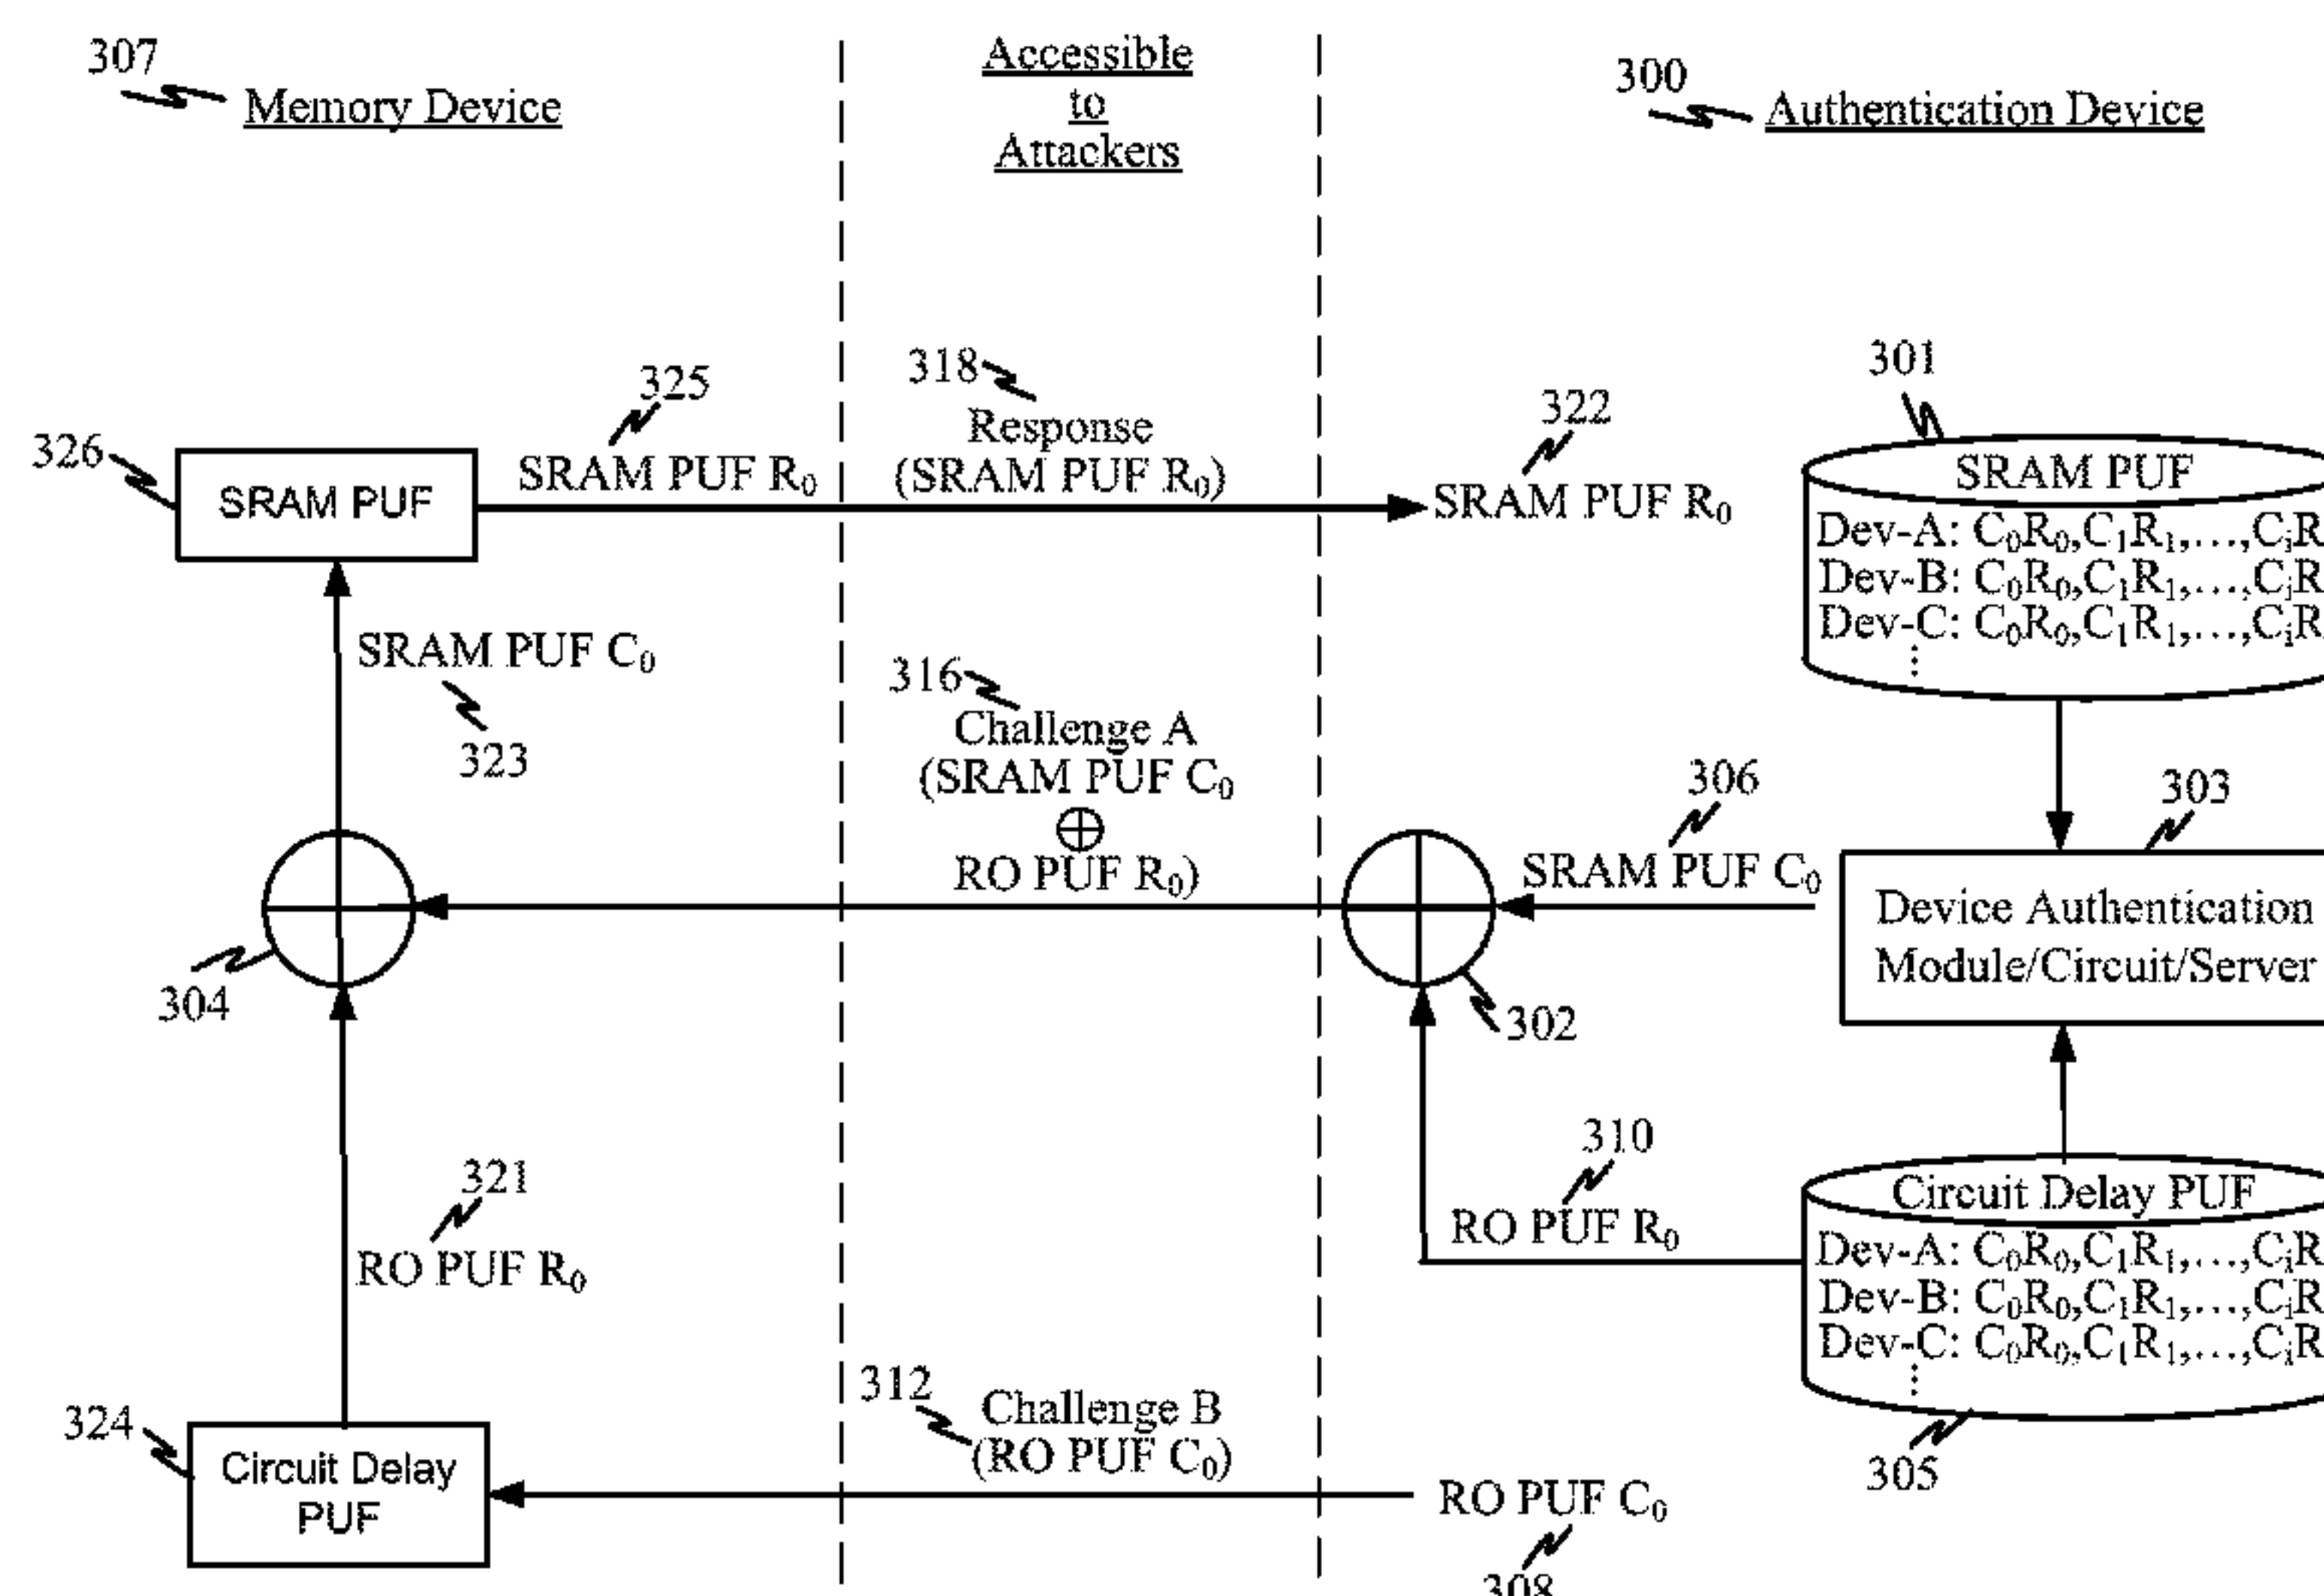 307
Memory Device
Accessible
to
Attackers
300
Authentication Device
326
SRAM PUF
325
SRAM PUF R₀
318
Response
(SRAM PUF R₀)
322
SRAM PUF R₀
301
SRAM PUF
Dev-A: C₀R₀,C₁R₁,...,CᵢR
Dev-B: C₀R₀,C₁R₁,...,CᵢR
Dev-C: C₀R₀,C₁R₁,...,CᵢR
⋮
SRAM PUF C₀
323
316
Challenge A
(SRAM PUF C₀
⊕
RO PUF R₀)
306
SRAM PUF C₀
303
Device Authentication
Module/Circuit/Server
304
302
321
RO PUF R₀
310
RO PUF R₀
Circuit Delay PUF
Dev-A: C₀R₀,C₁R₁,...,CᵢR
Dev-B: C₀R₀,C₁R₁,...,CᵢR
Dev-C: C₀R₀,C₁R₁,...,CᵢR
⋮
305
324
Circuit Delay
PUF
312
Challenge B
(RO PUF C₀)
RO PUF C₀
308